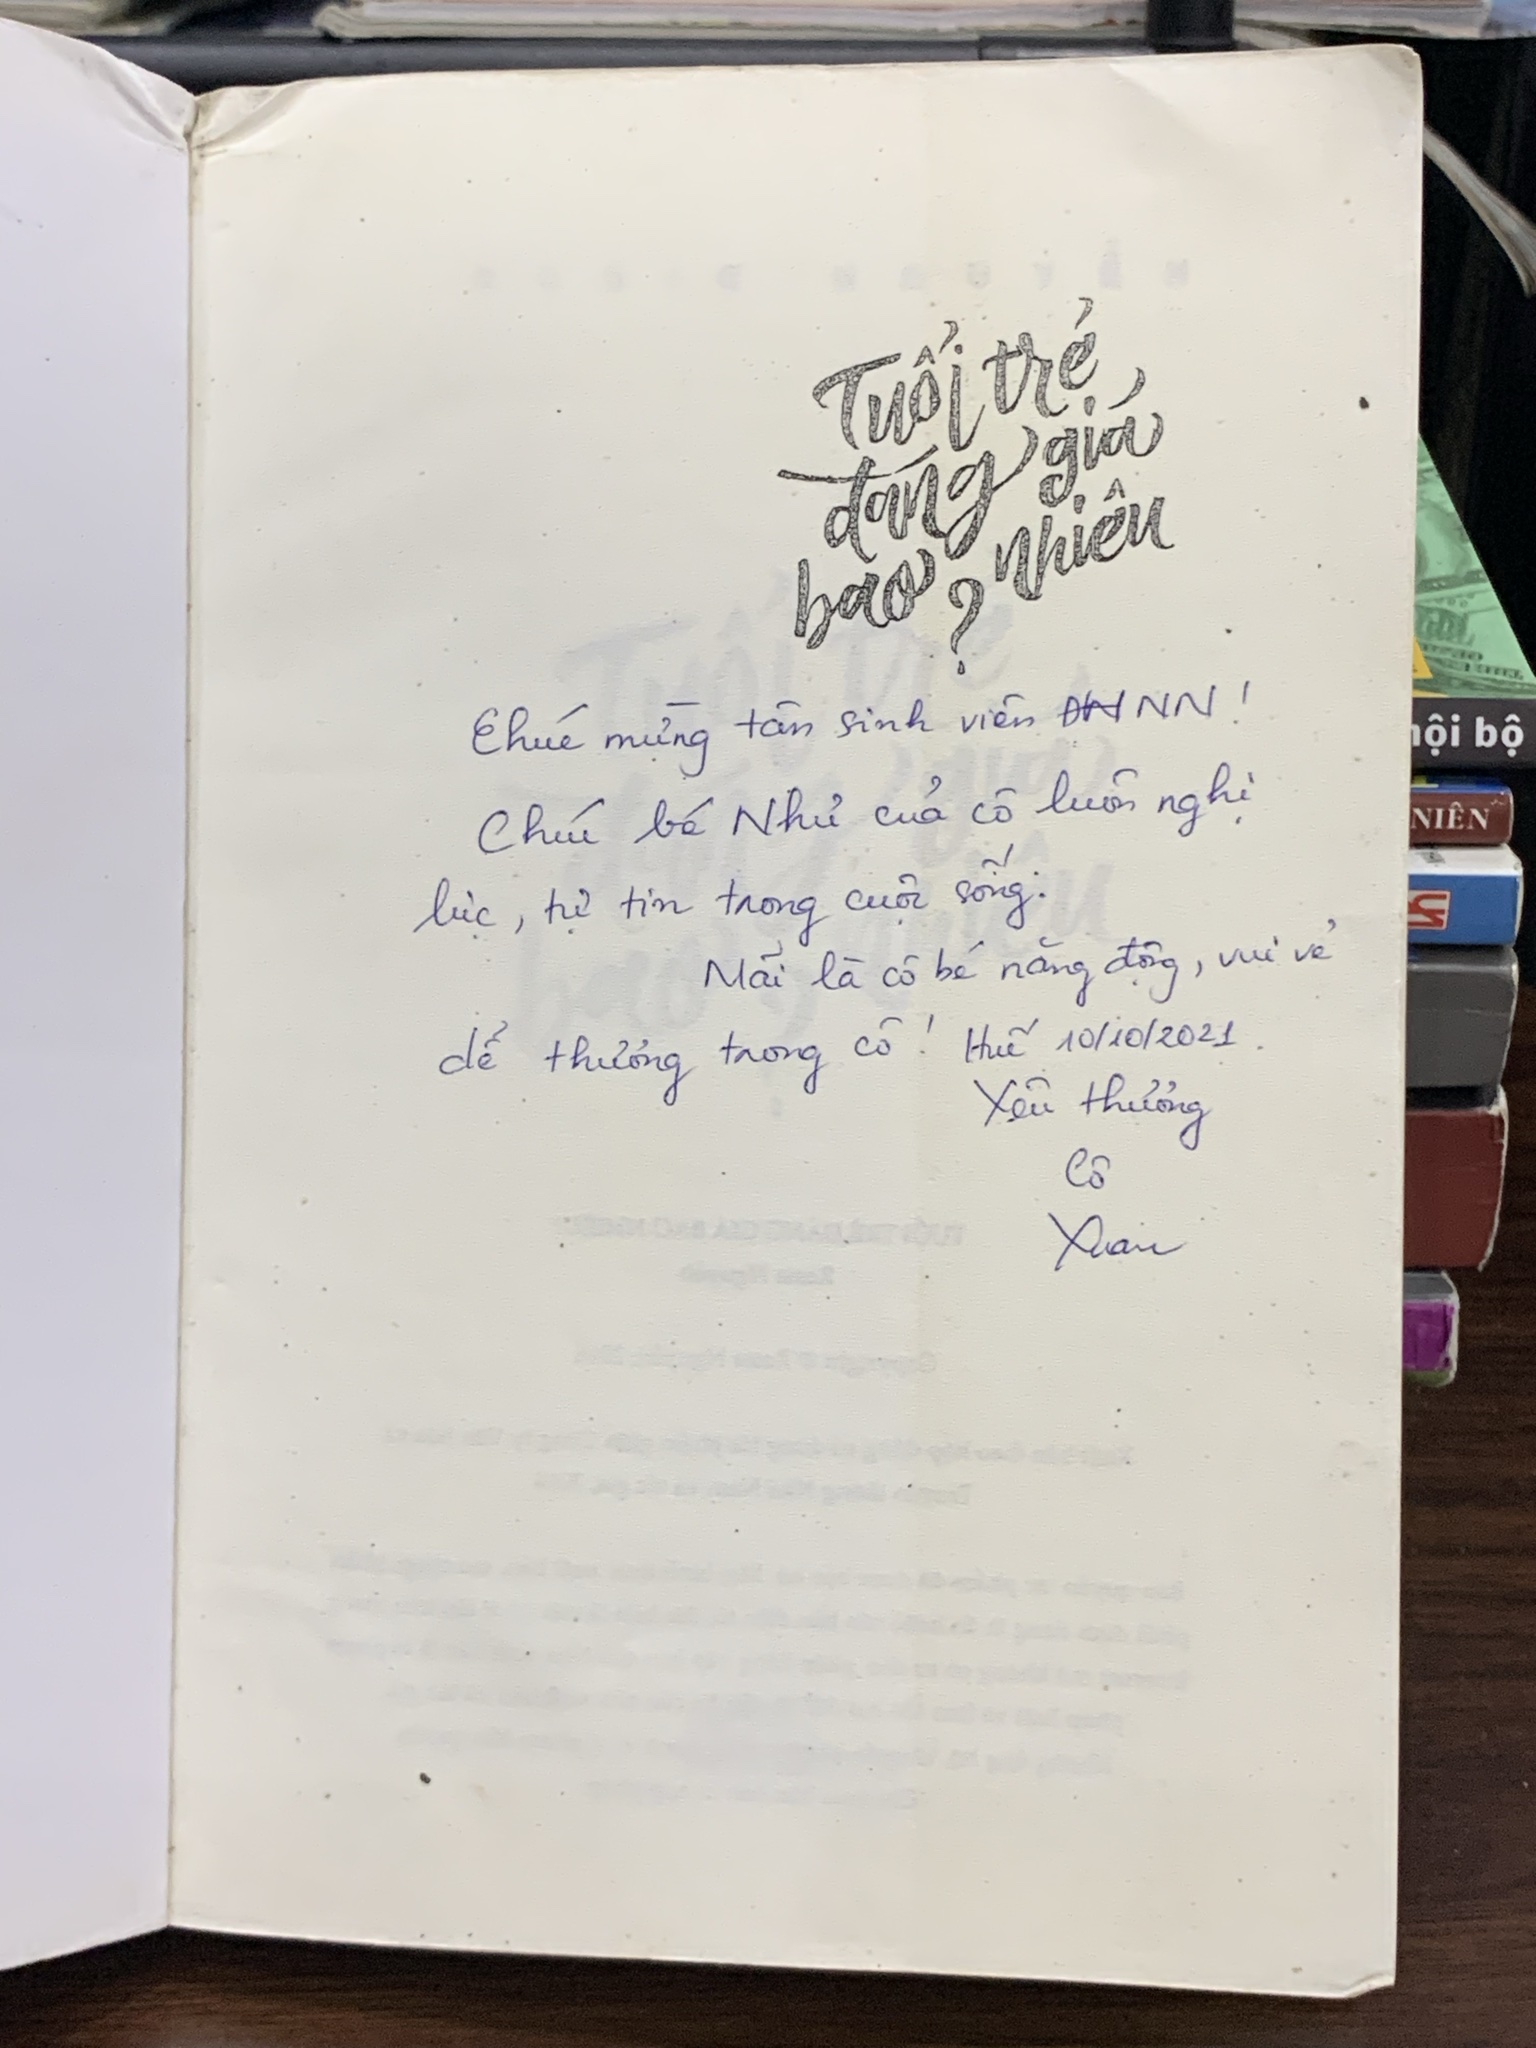 Tuổi trẻ
đáng giá
bao nhiêu
?
Chúc mừng tân sinh viên ĐHNN!
Chúc bé Như của cô luôn nghị
lực, tự tin trong cuộc sống.
Mãi là cô bé năng động, vui vẻ
dễ thương trong cô! Huế 10/10/2021.
Yêu thương
Cô
Xuân
nội bộ
NIÊN